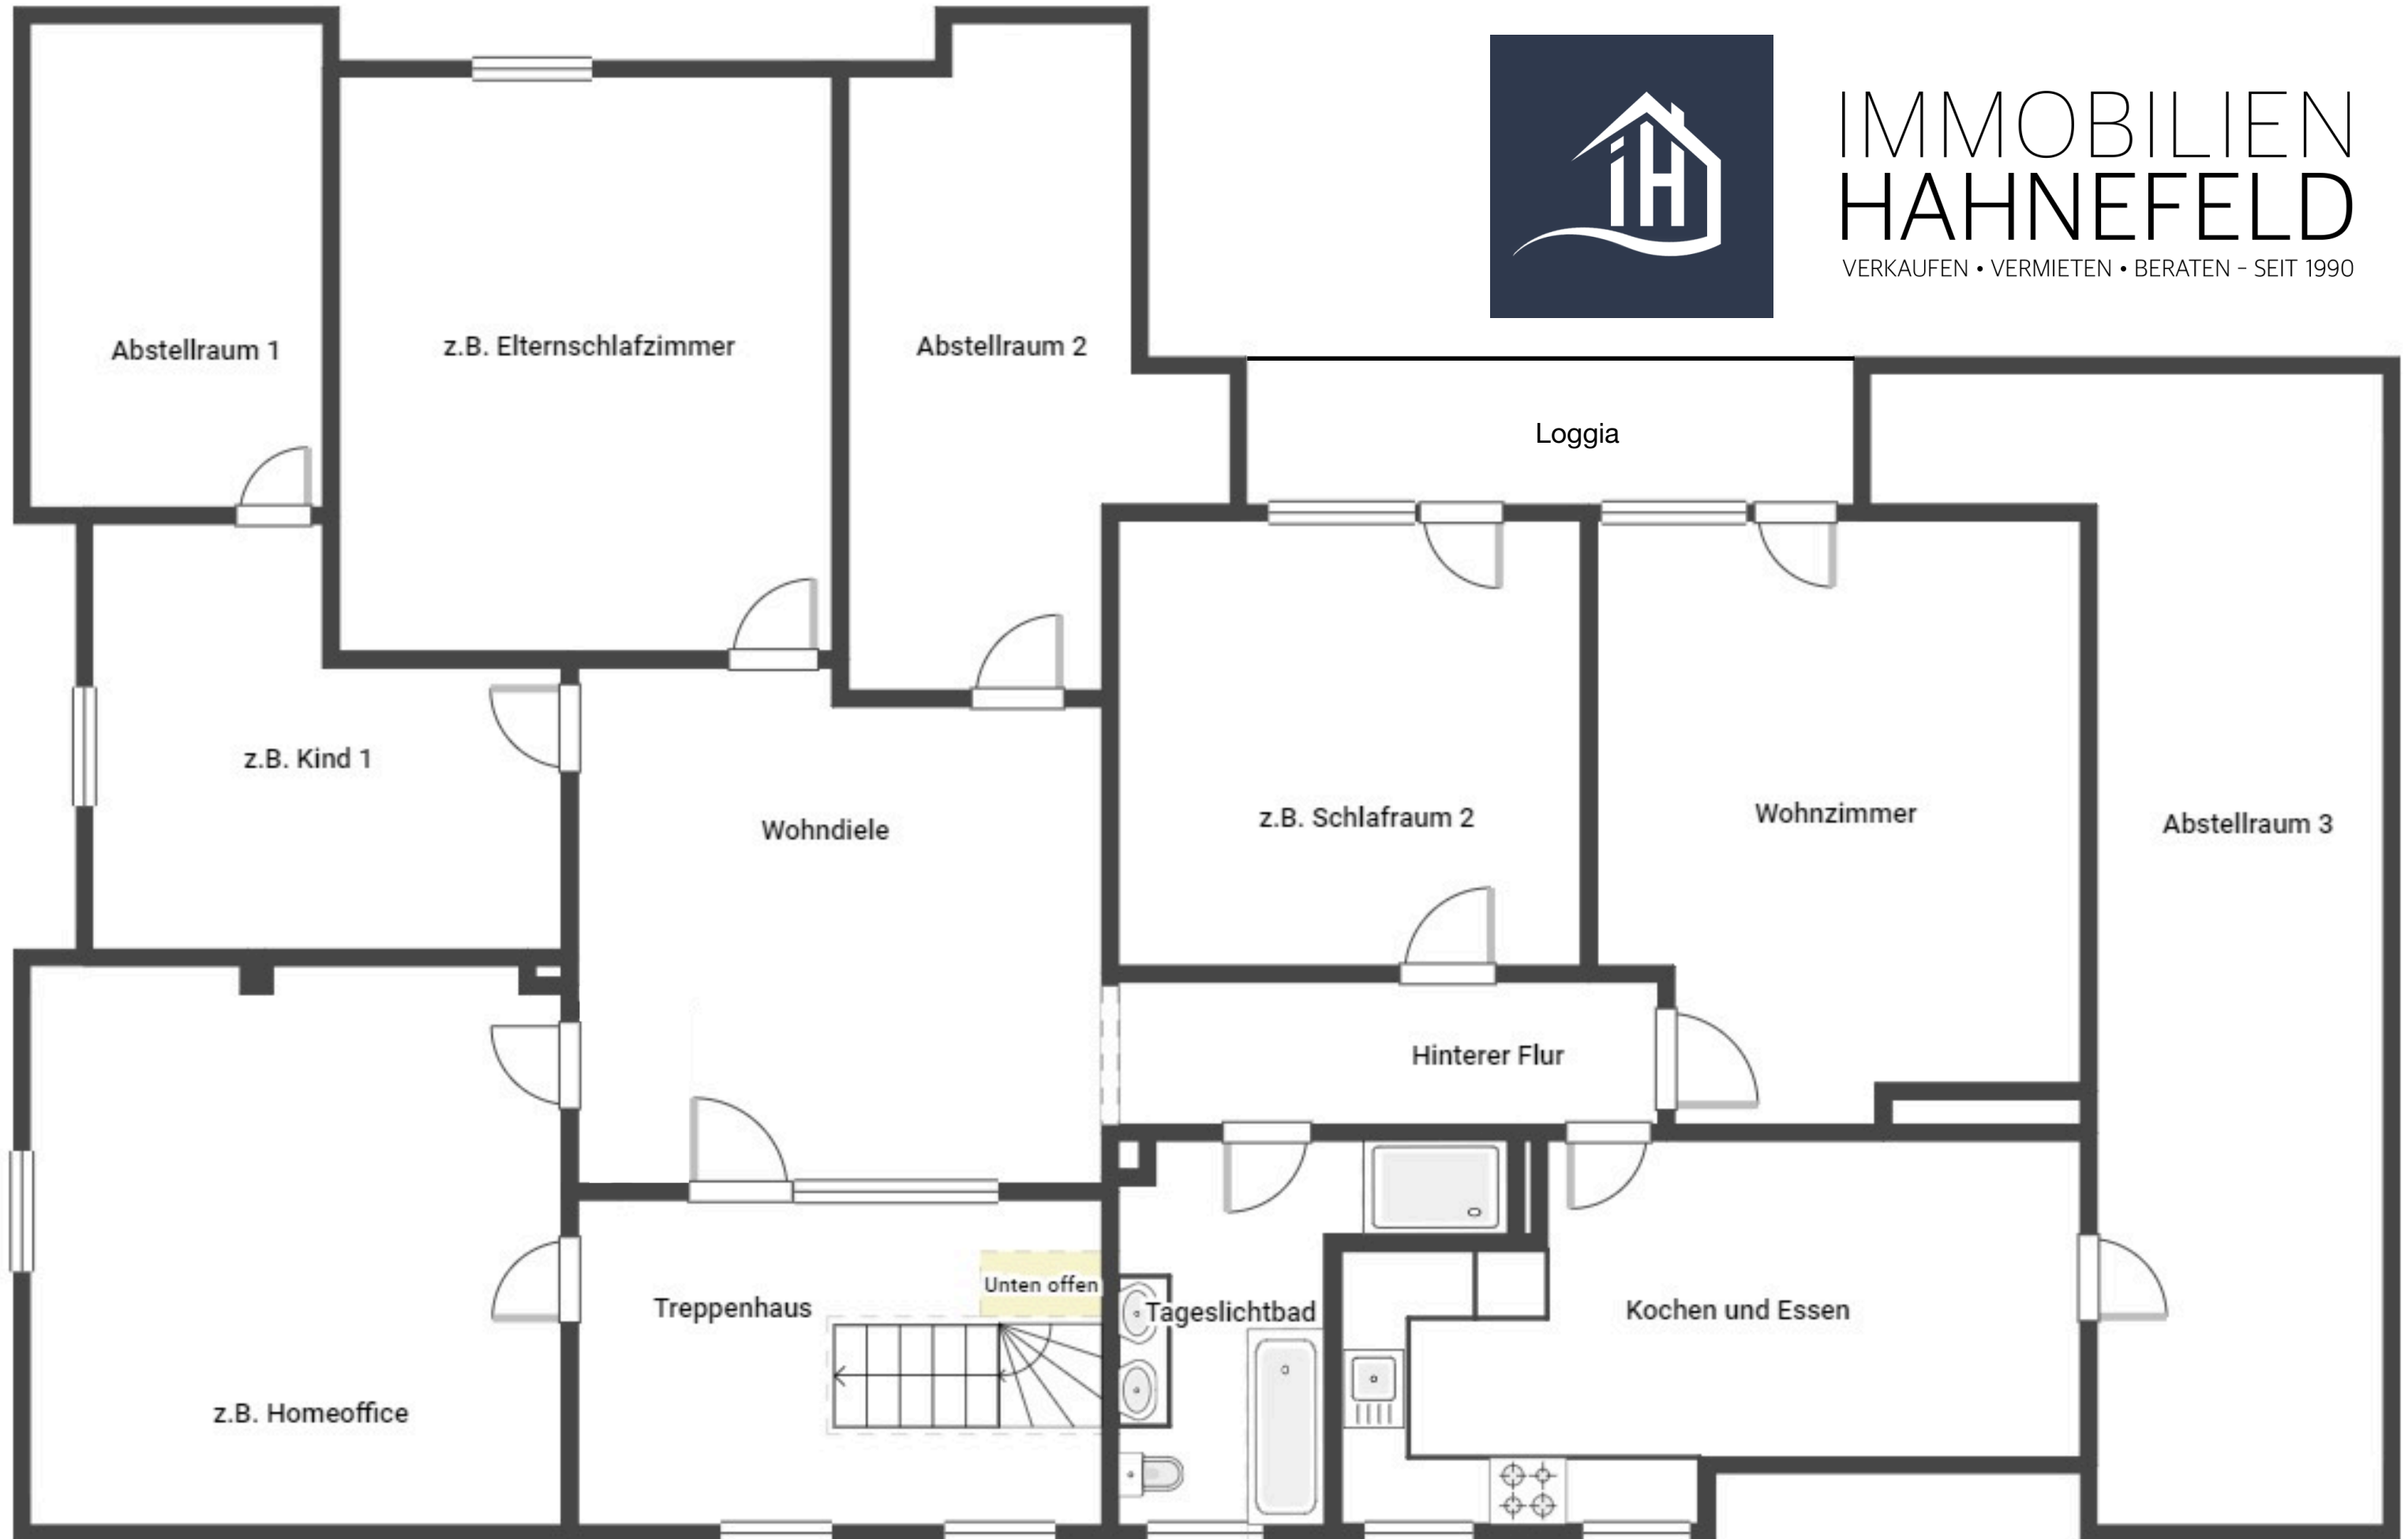 IMMOBILIEN
HAHNEFELD
VERKAUFEN • VERMIETEN • BERATEN - SEIT 1990
iH
Abstellraum 1
z.B. Elternschlafzimmer
Abstellraum 2
Loggia
z.B. Kind 1
Wohndiele
z.B. Schlafraum 2
Wohnzimmer
Abstellraum 3
Hinterer Flur
Unten offen
Treppenhaus
Tageslichtbad
Kochen und Essen
z.B. Homeoffice